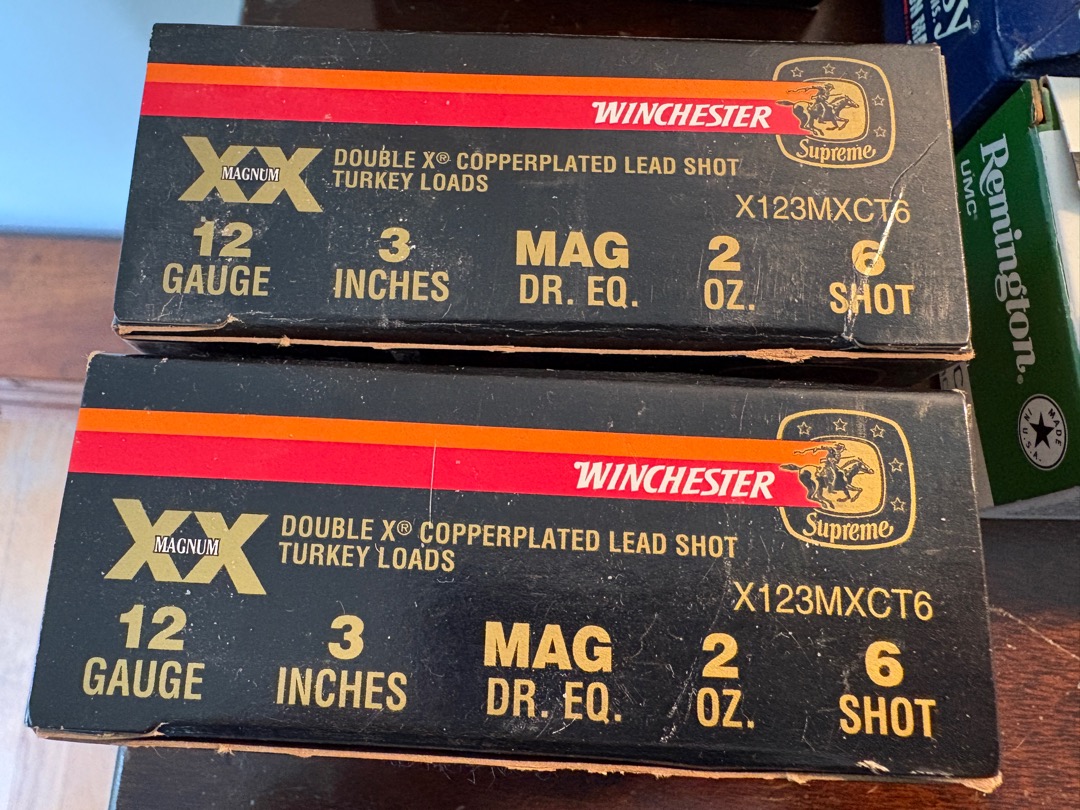 WINCHESTER
Supreme
XX
MAGNUM
DOUBLE X® COPPERPLATED LEAD SHOT
TURKEY LOADS
X123MXCT6
12 3 MAG 2 6
GAUGE INCHES DR. EQ. OZ. SHOT
WINCHESTER
Supreme
XX
MAGNUM
DOUBLE X® COPPERPLATED LEAD SHOT
TURKEY LOADS
X123MXCT6
12 3 MAG 2 6
GAUGE INCHES DR. EQ. OZ. SHOT
Remington®
UMC®
MADE
IN U.S.A.